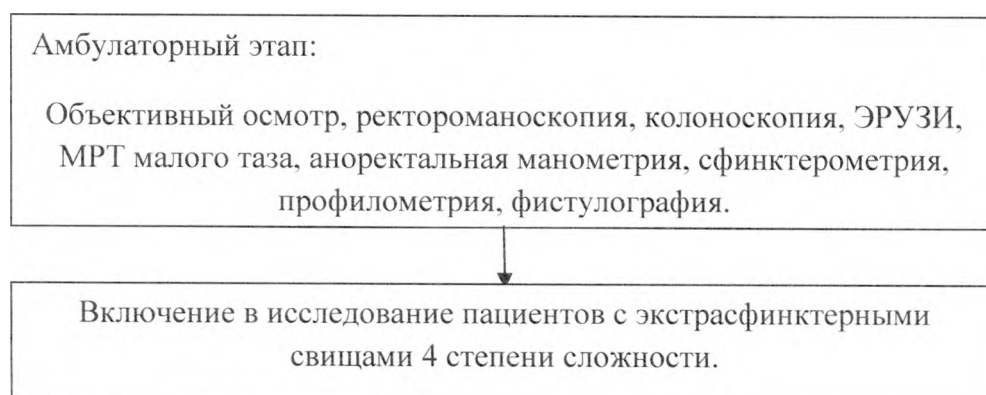 Амбулаторный этап:
Объективный осмотр, ректороманоскопия, колоноскопия, ЭРУЗИ,
МРТ малого таза, аноректальная манометрия, сфинктерометрия,
профилометрия, фистулография.
Включение в исследование пациентов с экстрасфинктерными
свищами 4 степени сложности.